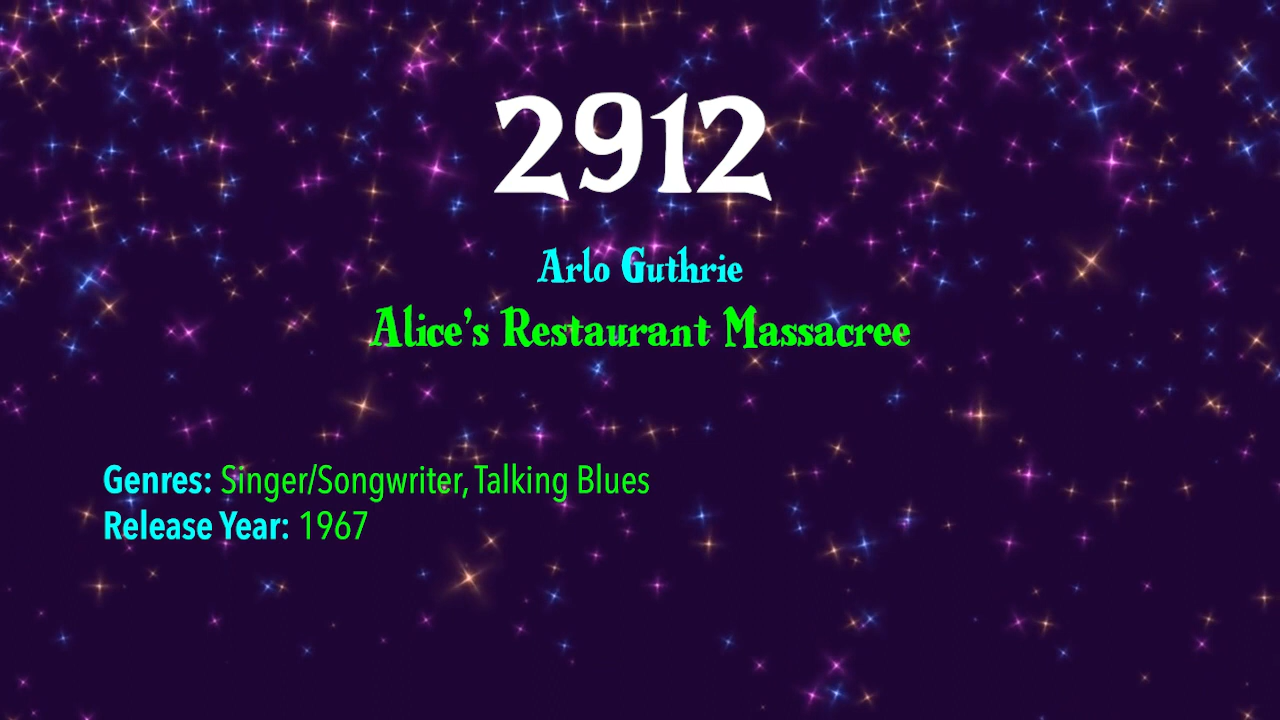 2912
Arlo Guthrie
Alice's Restaurant Massacree
Genres: Singer/Songwriter, Talking Blues
Release Year: 1967